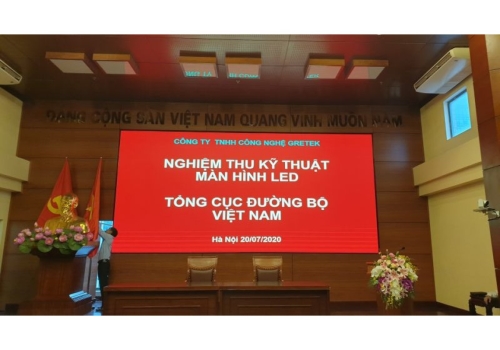 ĐẢNG CỘNG SẢN VIỆT NAM QUANG VINH MUÔN NĂM
CÔNG TY TNHH CÔNG NGHỆ GRETEK
NGHIỆM THU KỸ THUẬT
MÀN HÌNH LED
TỔNG CỤC ĐƯỜNG BỘ
VIỆT NAM
Hà Nội 20/07/2020